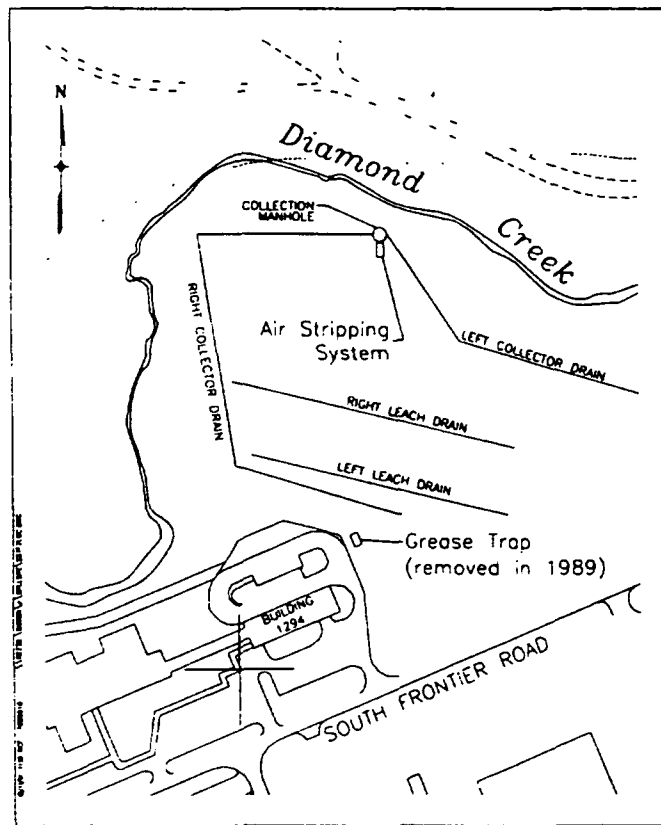 N
Diamond
Creek
COLLECTION
MANHOLE
RIGHT COLLECTOR DRAIN
Air Stripping
System
LEFT COLLECTOR DRAIN
RIGHT LEACH DRAIN
LEFT LEACH DRAIN
Grease Trap
(removed in 1989)
BUILDING
1294
SOUTH FRONTIER ROAD